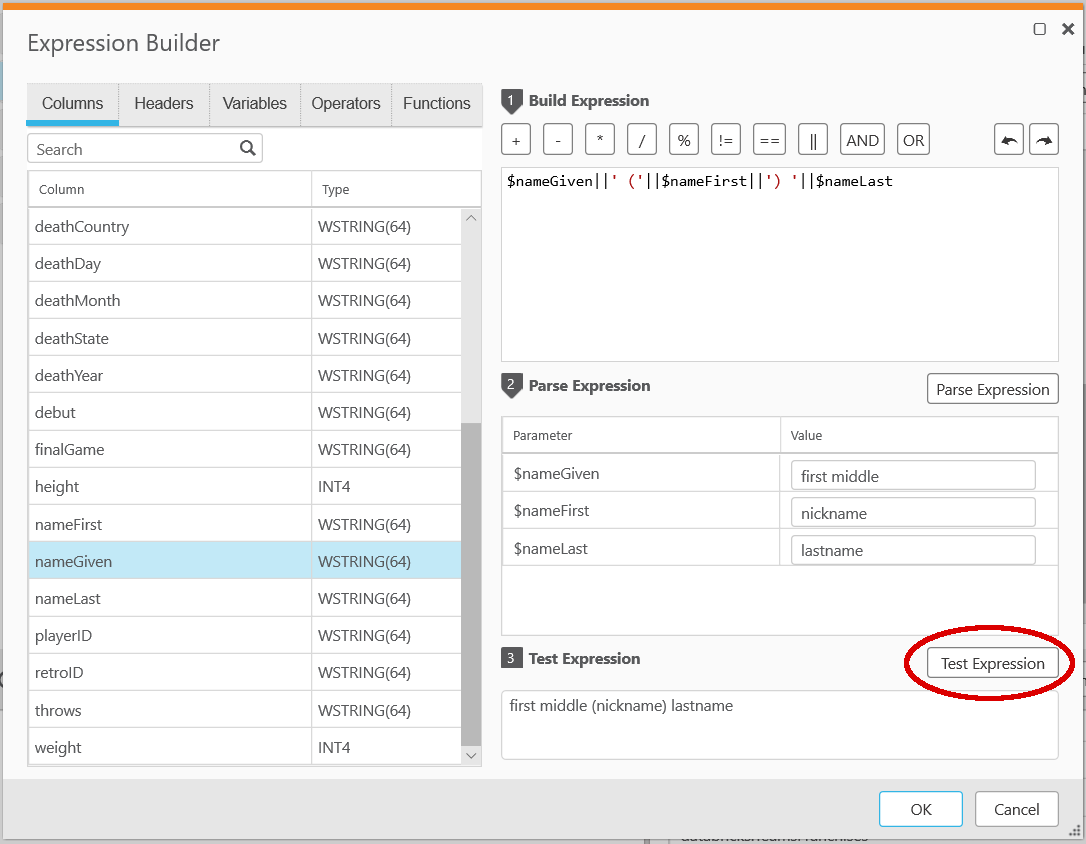 Expression Builder
Columns Headers Variables Operators Functions
Search
Column Type
deathCountry WSTRING(64)
deathDay WSTRING(64)
deathMonth WSTRING(64)
deathState WSTRING(64)
deathYear WSTRING(64)
debut WSTRING(64)
finalGame WSTRING(64)
height INT4
nameFirst WSTRING(64)
nameGiven WSTRING(64)
nameLast WSTRING(64)
playerID WSTRING(64)
retroID WSTRING(64)
throws WSTRING(64)
weight INT4
1 Build Expression
+ - * / % != == || AND OR
$nameGiven||' ('||$nameFirst||') '||$nameLast
2 Parse Expression Parse Expression
Parameter Value
$nameGiven first middle
$nameFirst nickname
$nameLast lastname
3 Test Expression Test Expression
first middle (nickname) lastname
OK Cancel